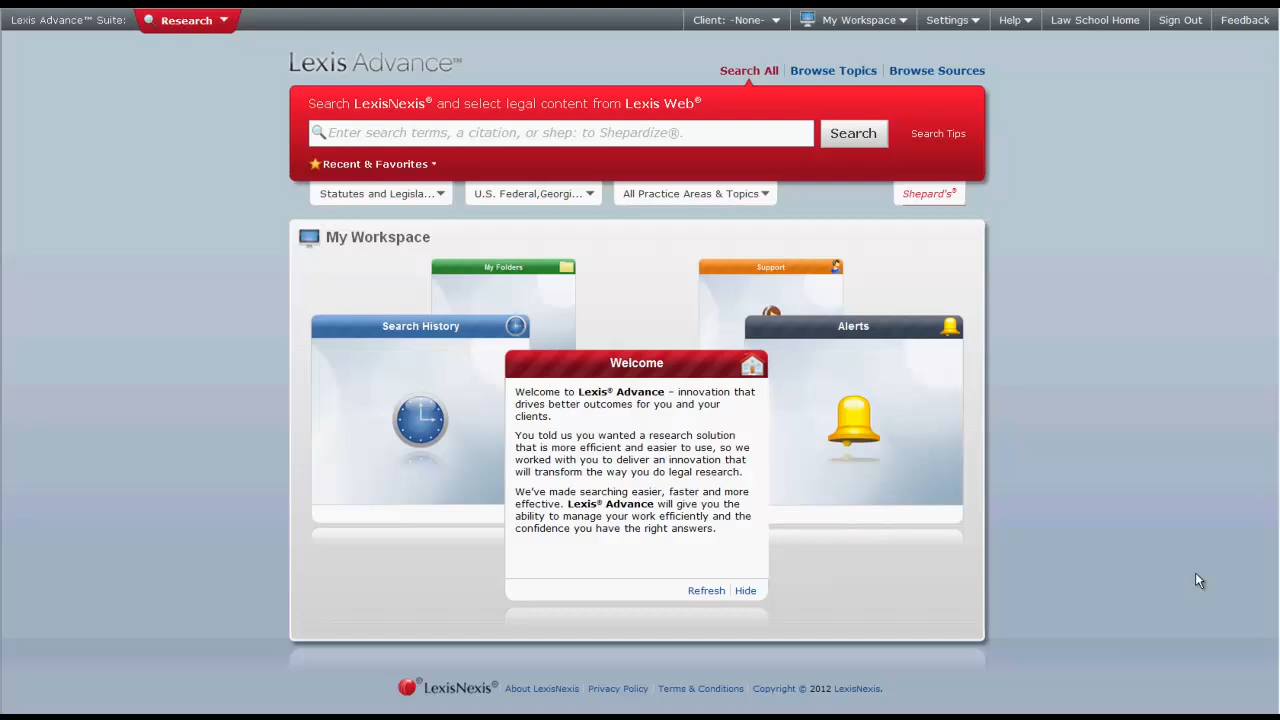 Lexis Advance™ Suite: Research Client: -None- My Workspace Settings Help Law School Home Sign Out Feedback
Lexis Advance™
Search All Browse Topics Browse Sources
Search LexisNexis® and select legal content from Lexis Web®
Enter search terms, a citation, or shep: to Shepardize®. Search Search Tips
Recent & Favorites
Statutes and Legisla... U.S. Federal,Georgi... All Practice Areas & Topics Shepard's®
My Workspace
My Folders Support
Search History Alerts
Welcome
Welcome to Lexis® Advance – innovation that
drives better outcomes for you and your
clients.
You told us you wanted a research solution
that is more efficient and easier to use, so we
worked with you to deliver an innovation that
will transform the way you do legal research.
We've made searching easier, faster and more
effective. Lexis® Advance will give you the
ability to manage your work efficiently and the
confidence you have the right answers.
Refresh Hide
LexisNexis® About LexisNexis Privacy Policy Terms & Conditions Copyright © 2012 LexisNexis.